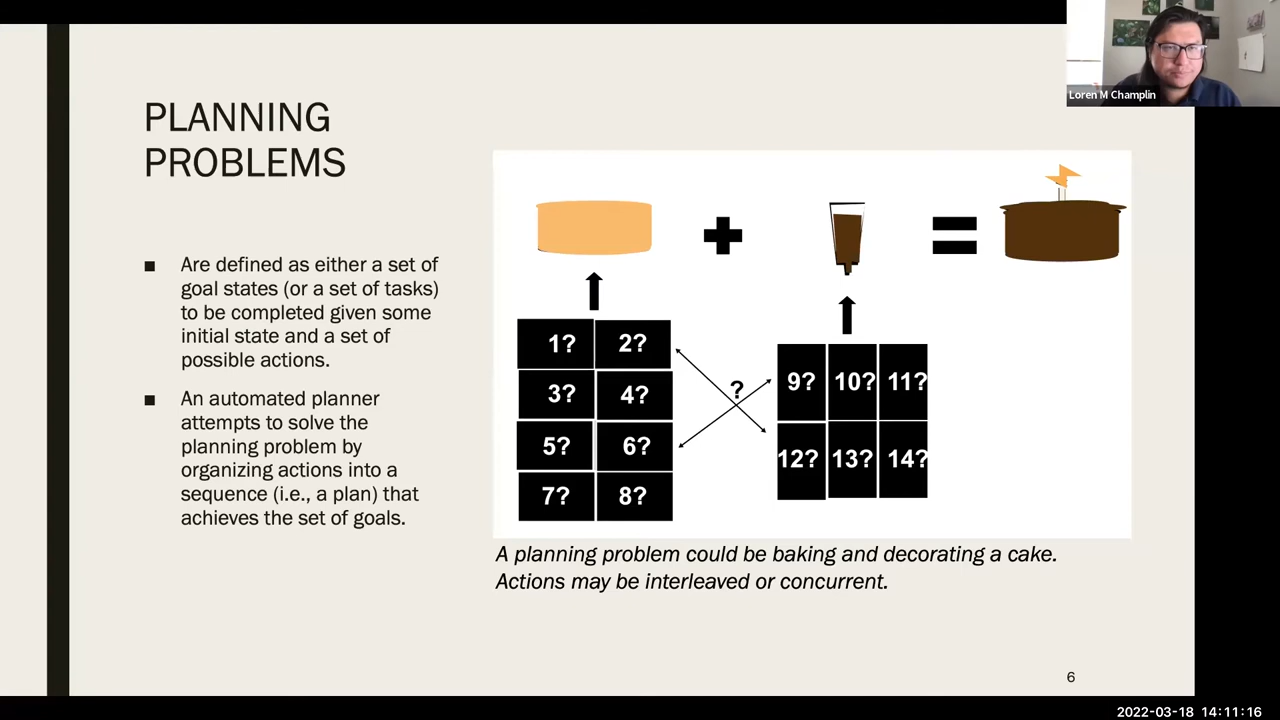 Loren M Champlin
PLANNING
PROBLEMS
■ Are defined as either a set of
goal states (or a set of tasks)
to be completed given some
initial state and a set of
possible actions.
■ An automated planner
attempts to solve the
planning problem by
organizing actions into a
sequence (i.e., a plan) that
achieves the set of goals.
1? 2?
3? 4?
5? 6?
7? 8?
?
9? 10? 11?
12? 13? 14?
A planning problem could be baking and decorating a cake.
Actions may be interleaved or concurrent.
6
2022-03-18 14:11:16